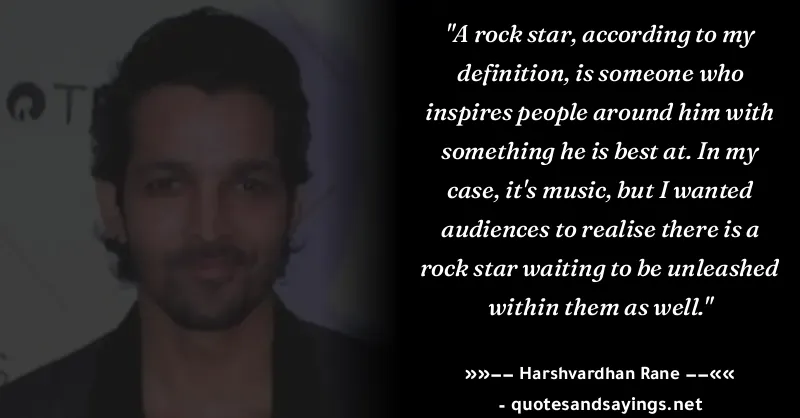 OT
"A rock star, according to my
definition, is someone who
inspires people around him with
something he is best at. In my
case, it's music, but I wanted
audiences to realise there is a
rock star waiting to be unleashed
within them as well."
»»−− Harshvardhan Rane −−««
- quotesandsayings.net